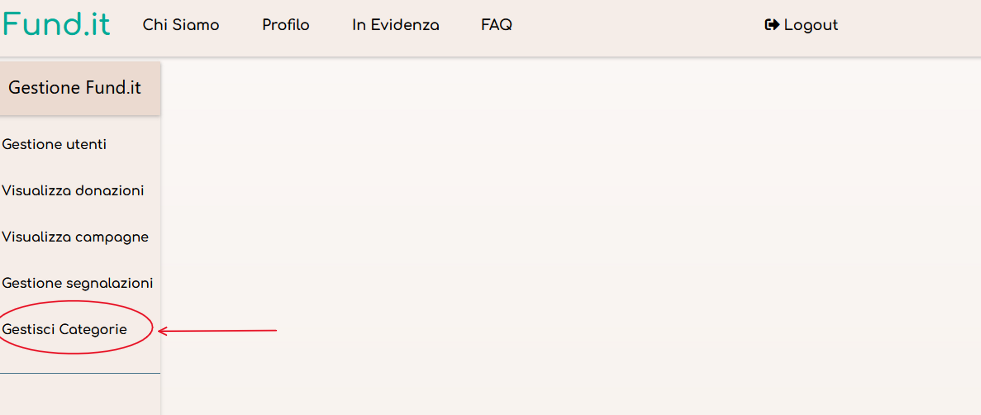 Fund.it Chi Siamo Profilo In Evidenza FAQ Logout
Gestione Fund.it
Gestione utenti
Visualizza donazioni
Visualizza campagne
Gestione segnalazioni
Gestisci Categorie